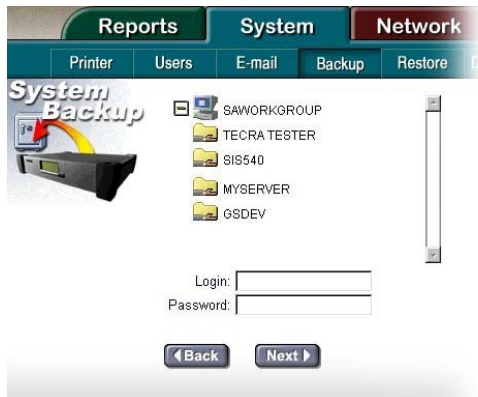 Reports System Network
Printer Users E-mail Backup Restore
System
Backup
SAWORKGROUP
TECRA TESTER
SIS540
MYSERVER
GSDEV
Login:
Password:
Back Next